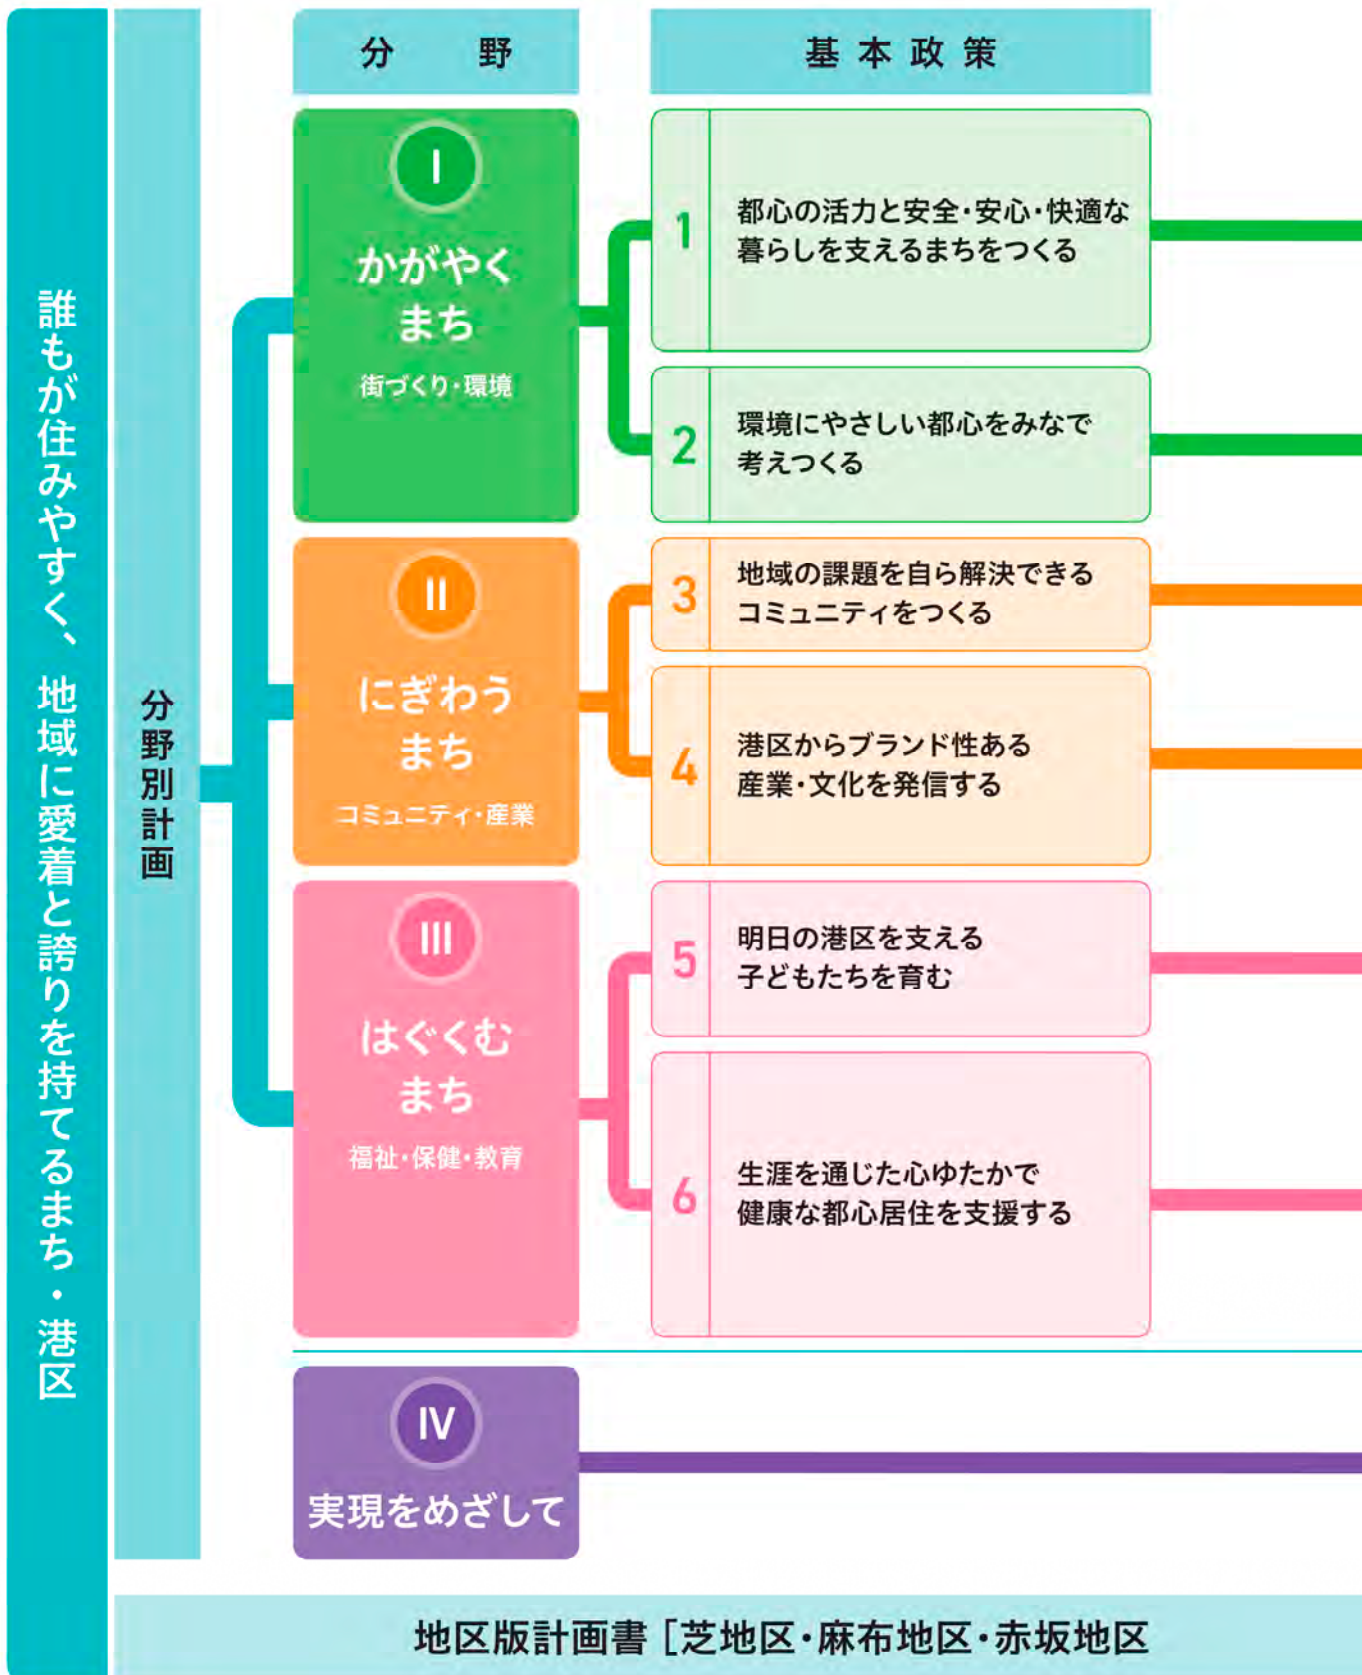 誰もが住みやすく、地域に愛着と誇りを持てるまち・港区
分野別計画
分野
基本政策
I
かがやく
まち
街づくり・環境
1
都心の活力と安全・安心・快適な
暮らしを支えるまちをつくる
2
環境にやさしい都心をみなで
考えつくる
II
にぎわう
まち
コミュニティ・産業
3
地域の課題を自ら解決できる
コミュニティをつくる
4
港区からブランド性ある
産業・文化を発信する
III
はぐくむ
まち
福祉・保健・教育
5
明日の港区を支える
子どもたちを育む
6
生涯を通じた心ゆたかで
健康な都心居住を支援する
IV
実現をめざして
地区版計画書［芝地区・麻布地区・赤坂地区